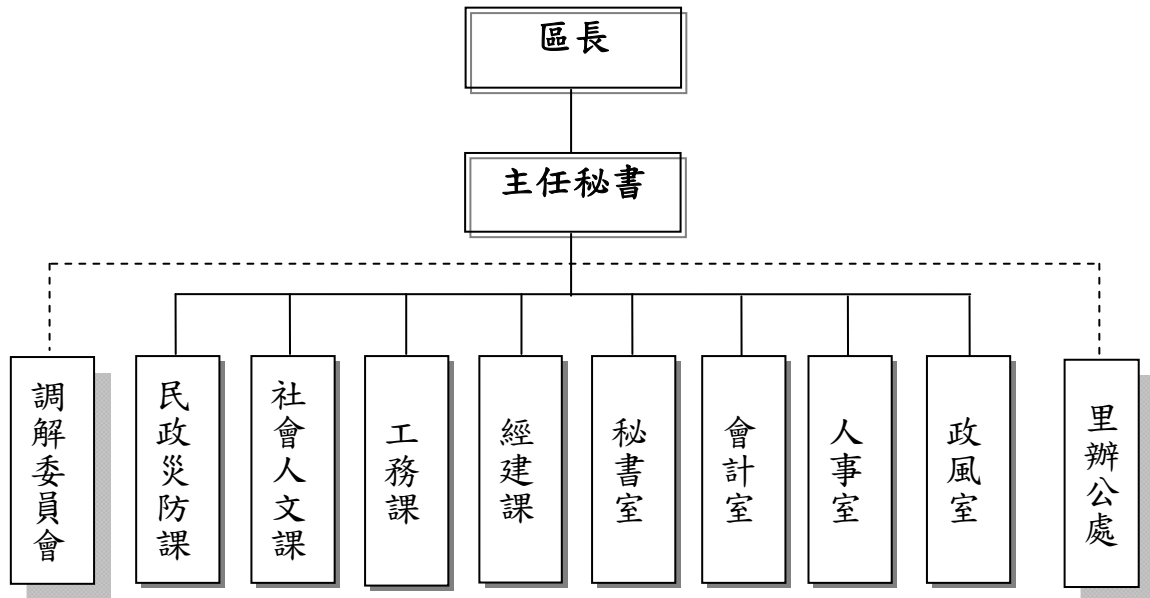 區長
主任秘書
調解委員會
民政災防課
社會人文課
工務課
經建課
秘書室
會計室
人事室
政風室
里辦公處